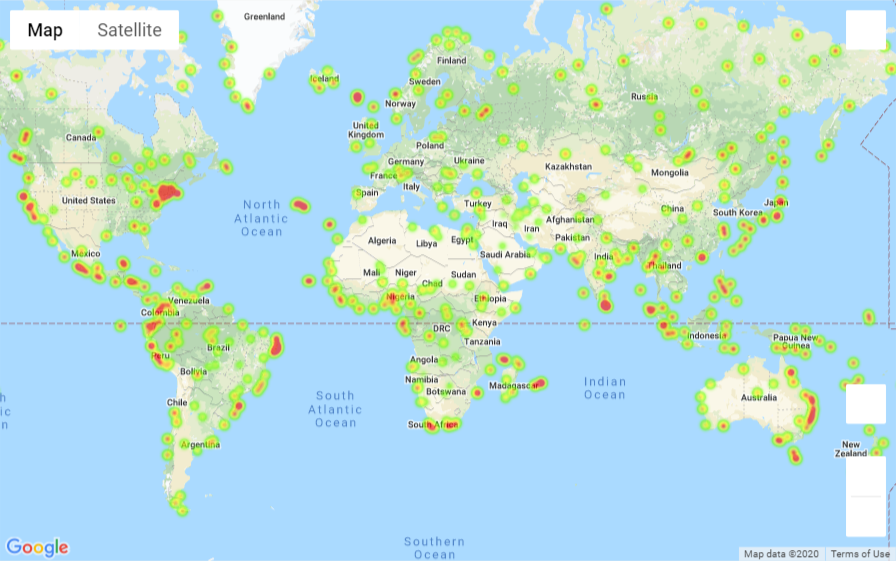 Map
Satellite
Greenland
Iceland
Finland
Sweden
Norway
Russia
Canada
United
Kingdom
Poland
Germany
Ukraine
Kazakhstan
Mongolia
France
Italy
Spain
Turkey
United States
North
Atlantic
Ocean
China
South Korea
Japan
Afghanistan
Iraq
Iran
Pakistan
Algeria
Libya
Egypt
Saudi Arabia
India
Thailand
México
Mali
Niger
Chad
Sudan
Nigeria
Ethiopia
Venezuela
Colombia
DRC
Kenya
Tanzania
Indonesia
Papua New
Guinea
Peru
Brazil
Bolivia
Angola
Namibia
Botswana
Madagascar
Indian
Ocean
South
Atlantic
Ocean
Chile
Argentina
South Africa
Australia
New
Zealand
h
ic
n
Southern
Ocean
Google
Map data ©2020
Terms of Use